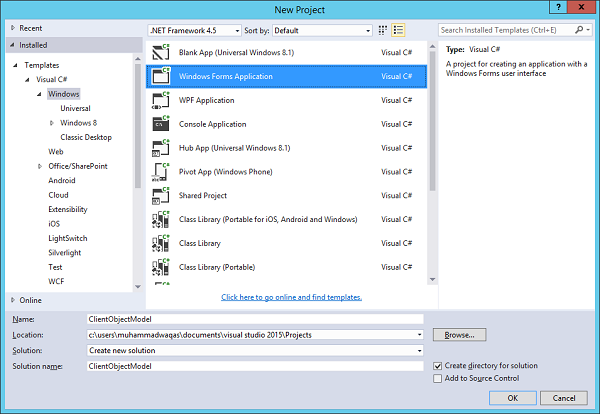 New Project
Recent
Installed
Templates
Visual C#
Windows
Universal
Windows 8
Classic Desktop
Web
Office/SharePoint
Android
Cloud
Extensibility
iOS
LightSwitch
Silverlight
Test
WCF
Online
.NET Framework 4.5 Sort by: Default
Blank App (Universal Windows 8.1) Visual C#
Windows Forms Application Visual C#
WPF Application Visual C#
Console Application Visual C#
Hub App (Universal Windows 8.1) Visual C#
Pivot App (Windows Phone) Visual C#
Shared Project Visual C#
Class Library (Portable for iOS, Android and Windows) Visual C#
Class Library Visual C#
Class Library (Portable) Visual C#
Click here to go online and find templates.
Search Installed Templates (Ctrl+E)
Type: Visual C#
A project for creating an application with a
Windows Forms user interface
Name: ClientObjectModel
Location: c:\users\muhammadwaqas\documents\visual studio 2015\Projects Browse...
Solution: Create new solution
Solution name: ClientObjectModel
Create directory for solution
Add to Source Control
OK Cancel